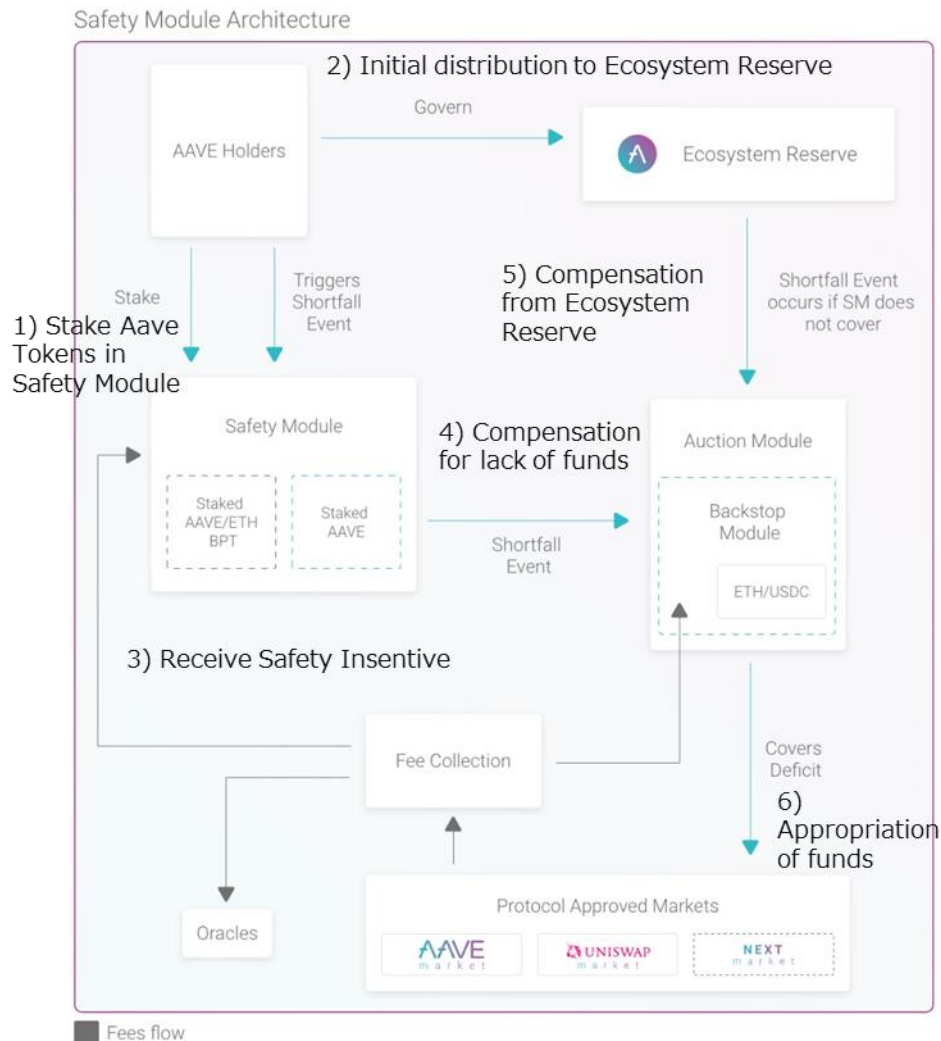 Safety Module Architecture
2) Initial distribution to Ecosystem Reserve
Govern
AAVE Holders
Ecosystem Reserve
Stake
Triggers
Shortfall
Event
1) Stake Aave
Tokens in
Safety Module
5) Compensation
from Ecosystem
Reserve
Shortfall Event
occurs if SM does
not cover
Safety Module
Staked
AAVE/ETH
BPT
Staked
AAVE
4) Compensation
for lack of funds
Shortfall
Event
Auction Module
Backstop
Module
ETH/USDC
3) Receive Safety Insentive
Fee Collection
Covers
Deficit
6)
Appropriation
of funds
Oracles
Protocol Approved Markets
AAVE
market
UNISWAP
market
NEXT
market
Fees flow